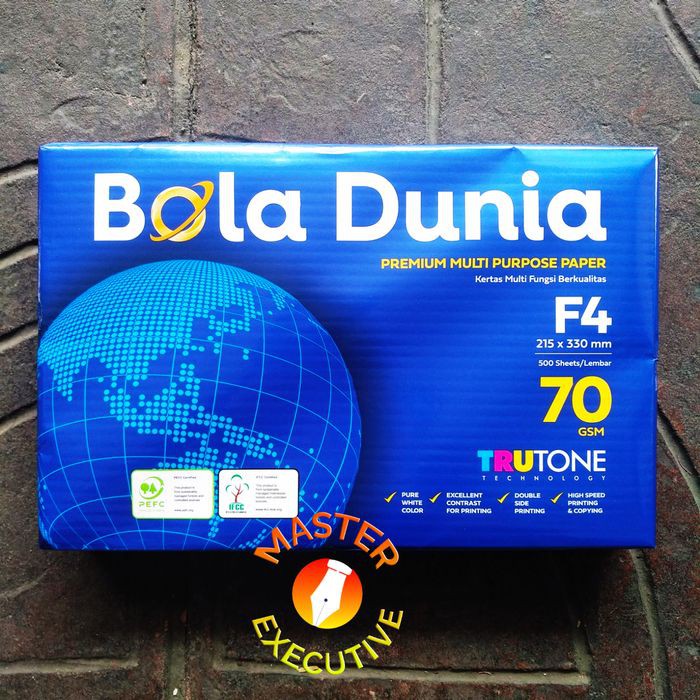 Bola Dunia
PREMIUM MULTI PURPOSE PAPER
Kertas Multi Fungsi Berkualitas
F4
215 x 330 mm
500 Sheets/Lembar
70
GSM
TRUTONE
TECHNOLOGY
PURE
WHITE
COLOR
EXCELLENT
CONTRAST
FOR PRINTING
DOUBLE
SIDE
PRINTING
HIGH SPEED
PRINTING
& COPYING
PEFC
IFCC
MASTER
EXECUTIVE